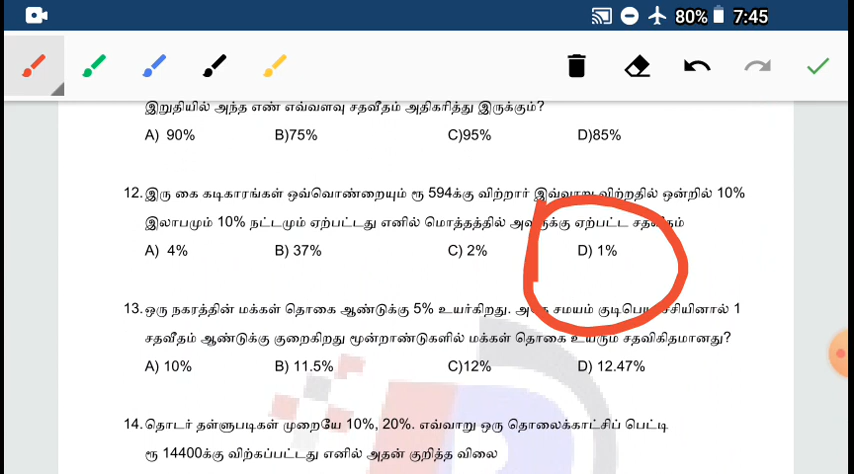 80% 7:45
இறுதியில் அந்த எண் எவ்வளவு சதவீதம் அதிகரித்து இருக்கும்?
A) 90% B)75% C)95% D)85%
12.இரு கை கடிகாரங்கள் ஒவ்வொண்றையும் ரூ 594க்கு விற்றார் இவ்வாறு விற்றதில் ஒன்றில் 10%
இலாபமும் 10% நட்டமும் ஏற்பட்டது எனில் மொத்தத்தில் அவருக்கு ஏற்பட்ட சதவீதம்
A) 4% B) 37% C) 2% D) 1%
13.ஒரு நகரத்தின் மக்கள் தொகை ஆண்டுக்கு 5% உயர்கிறது. அதே சமயம் 1
சதவீதம் ஆண்டுக்கு குறைகிறது மூன்றாண்டுகளில் மக்கள் தொகை உயரும் சதவிகிதமானது?
A) 10% B) 11.5% C)12% D) 12.47%
14.தொடர் தள்ளுபடிகள் முறையே 10%, 20%. எவ்வாறு ஒரு தொலைக்காட்சிப் பெட்டி
ரூ 14400க்கு விற்கப்பட்டது எனில் அதன் குறித்த விலை